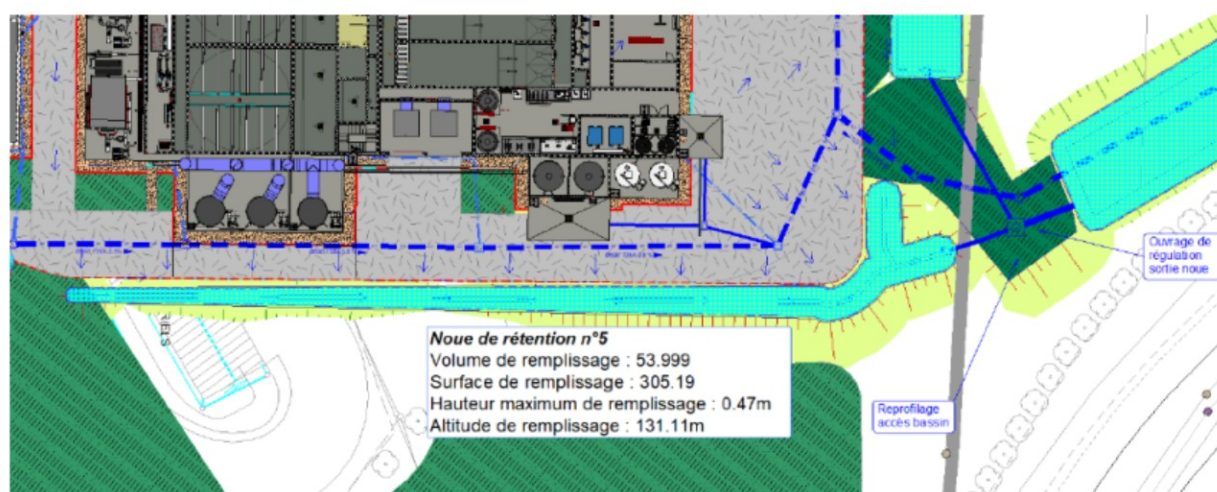 Ouvrage de
régulation
sortie noue
Noue de rétention n°5
Volume de remplissage : 53.999
Surface de remplissage : 305.19
Hauteur maximum de remplissage : 0.47m
Altitude de remplissage : 131.11m
Reprofilage
accès bassin